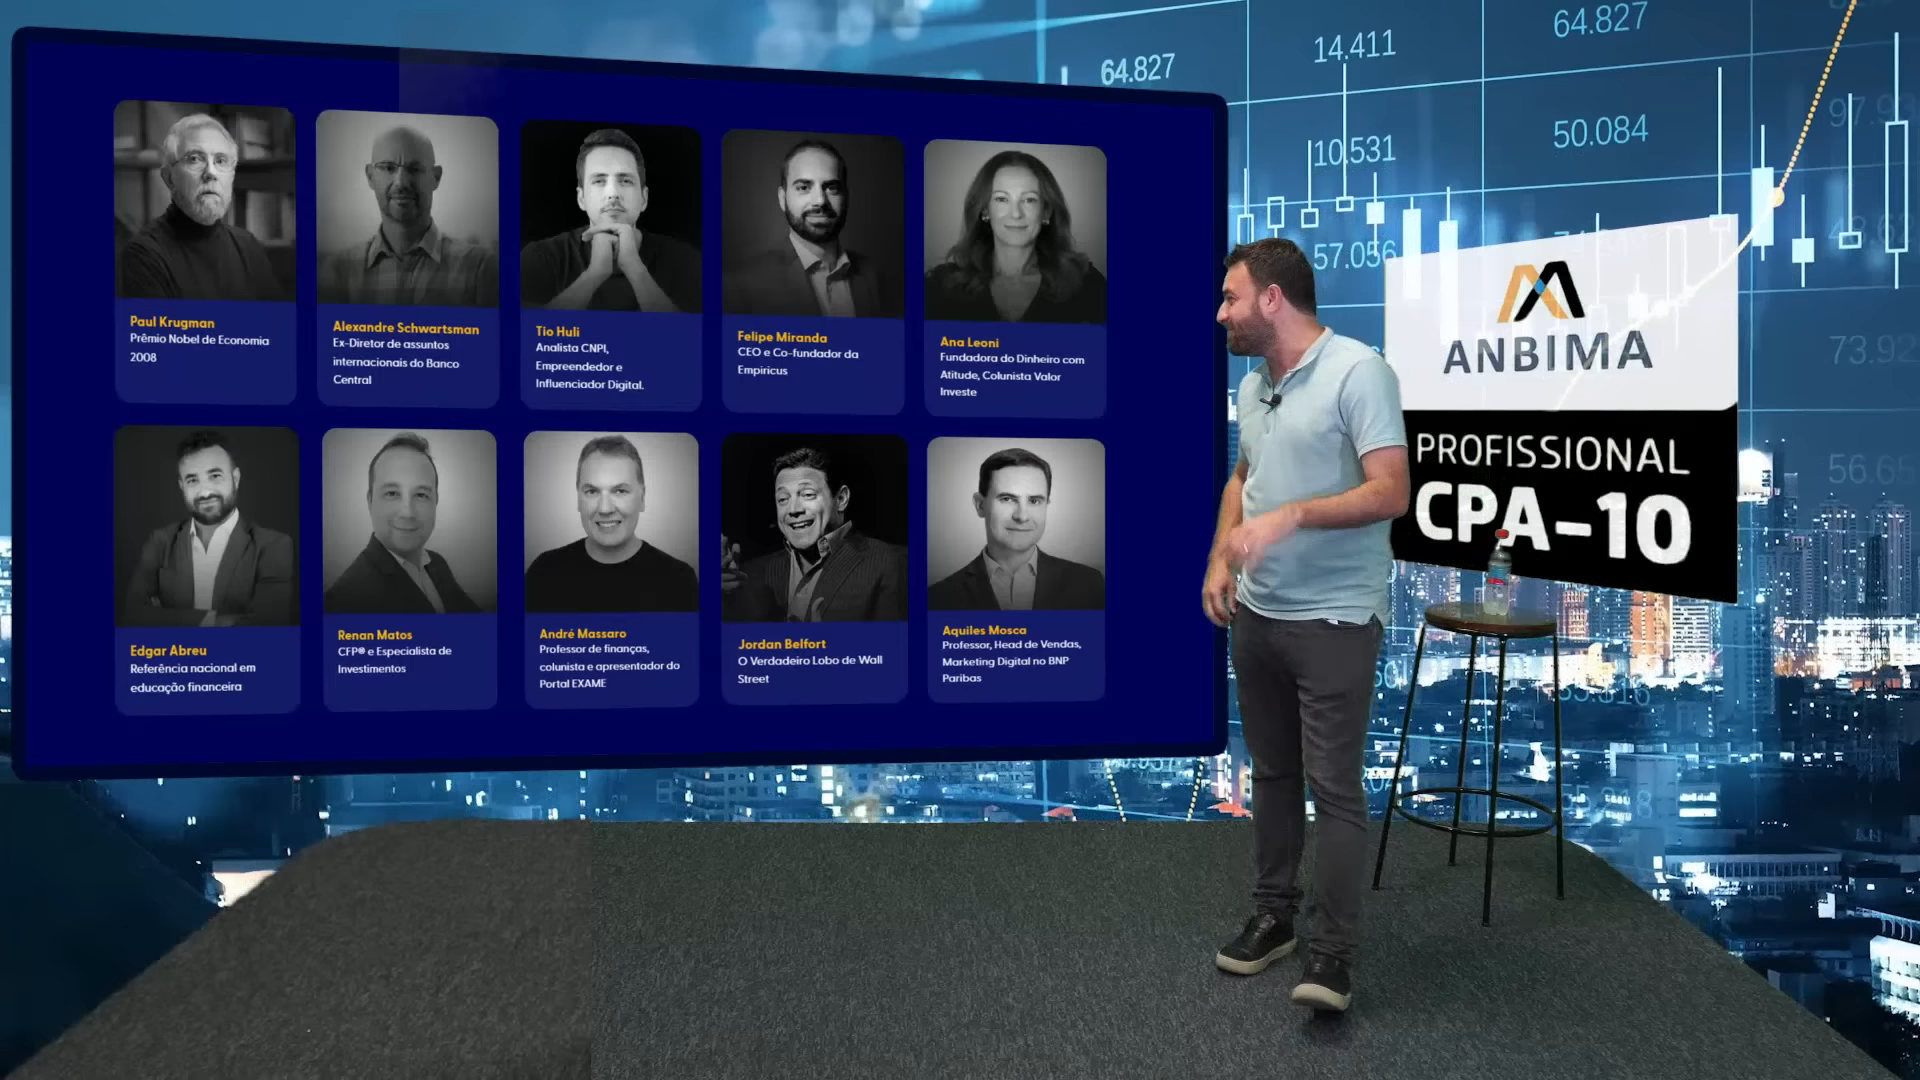 64.827
14.411
64.827
10.531
50.084
57.056
73.92
Paul Krugman
Prêmio Nobel de Economia
2008
Alexandre Schwartsman
Ex-Diretor de assuntos
internacionais do Banco
Central
Tio Huli
Analista CNPI,
Empreendedor e
Influenciador Digital.
Felipe Miranda
CEO e Co-fundador da
Empiricus
Ana Leoni
Fundadora do Dinheiro com
Atitude, Colunista Valor
Investe
Edgar Abreu
Referência nacional em
educação financeira
Renan Matos
CFP® e Especialista de
Investimentos
André Massaro
Professor de finanças,
colunista e apresentador do
Portal EXAME
Jordan Belfort
O Verdadeiro Lobo de Wall
Street
Aquiles Mosca
Professor, Head de Vendas,
Marketing Digital no BNP
Paribas
ANBIMA
PROFISSIONAL
CPA-10